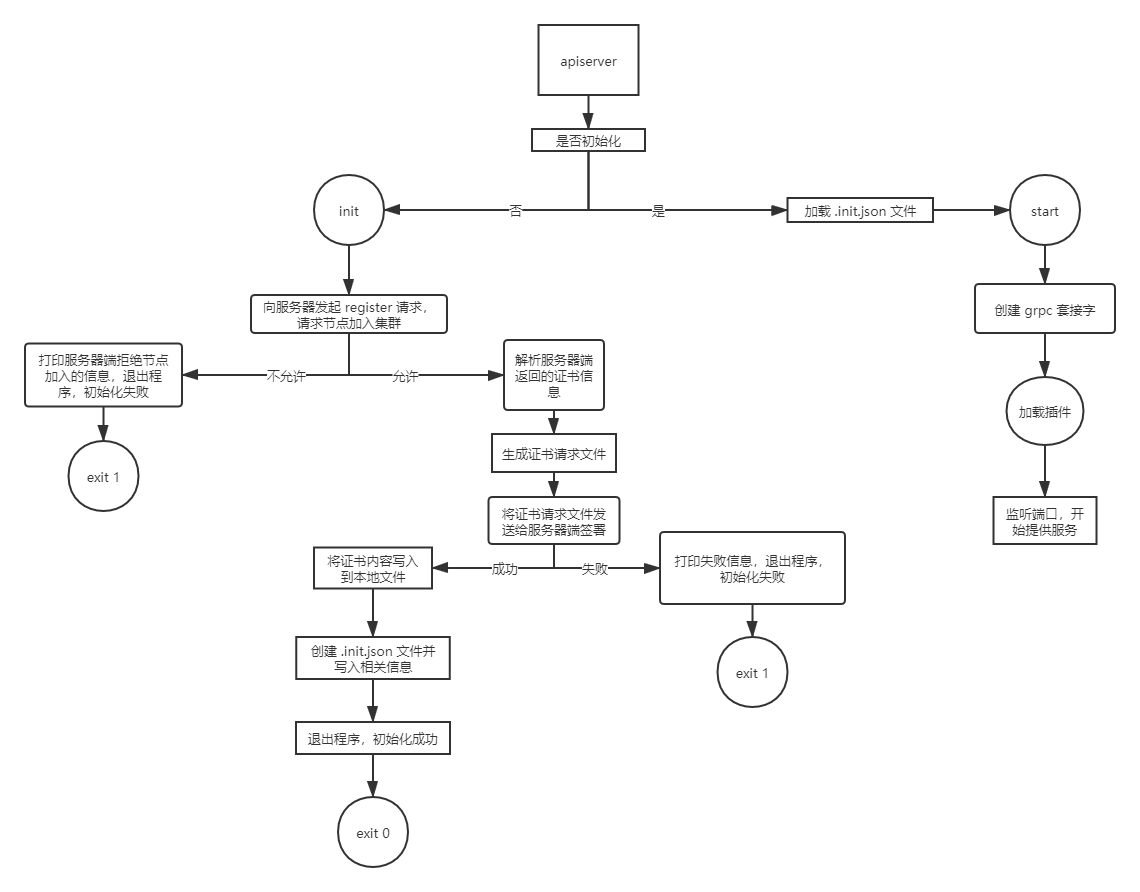 apiserver
是否初始化
init
否
是
加载 .init.json 文件
start
向服务器发起 register 请求，
请求节点加入集群
创建 grpc 套接字
打印服务器端拒绝节点
加入的信息，退出程
序，初始化失败
不允许
允许
解析服务器端
返回的证书信
息
加载插件
exit 1
生成证书请求文件
将证书请求文件发
送给服务器端签署
监听端口，开
始提供服务
将证书内容写入
到本地文件
成功
失败
打印失败信息，退出程序，
初始化失败
创建 .init.json 文件并
写入相关信息
exit 1
退出程序，初始化成功
exit 0